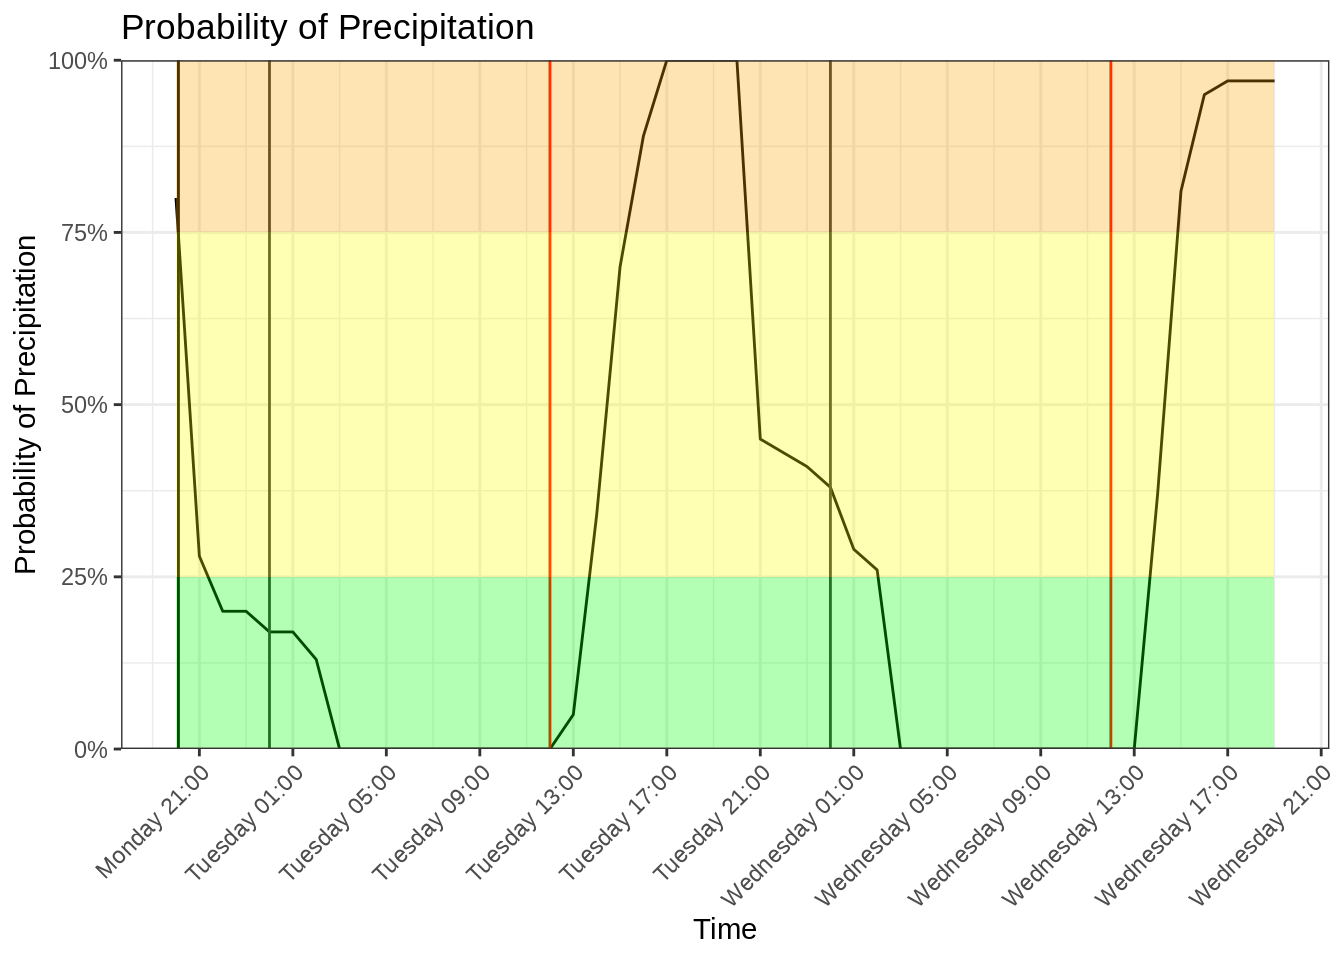 Probability of Precipitation
Probability of Precipitation
100%
75%
50%
25%
0%
Monday 21:00
Tuesday 01:00
Tuesday 05:00
Tuesday 09:00
Tuesday 13:00
Tuesday 17:00
Tuesday 21:00
Wednesday 01:00
Wednesday 05:00
Wednesday 09:00
Wednesday 13:00
Wednesday 17:00
Wednesday 21:00
Time